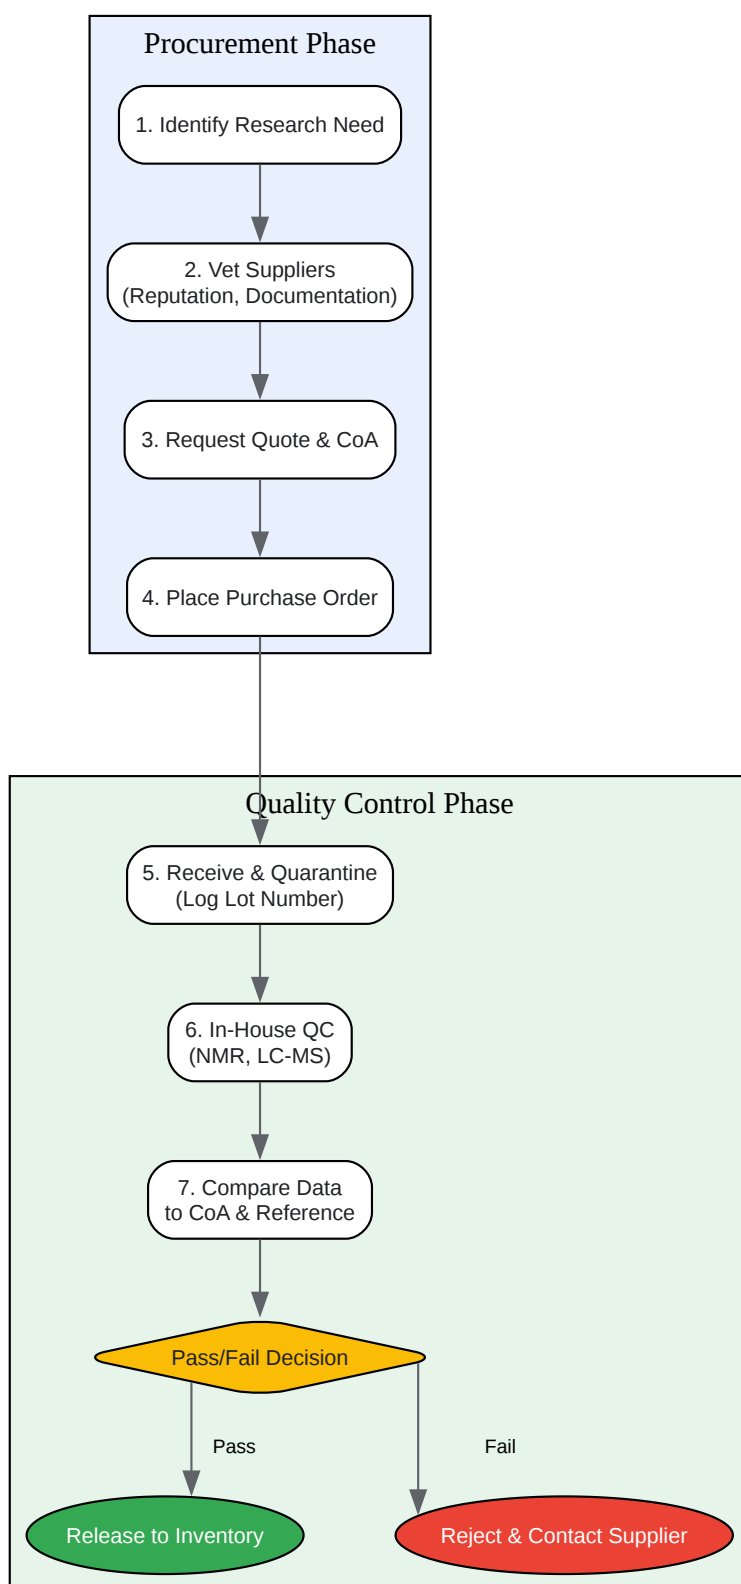 Procurement Phase
1. Identify Research Need
2. Vet Suppliers
(Reputation, Documentation)
3. Request Quote & CoA
4. Place Purchase Order
Quality Control Phase
5. Receive & Quarantine
(Log Lot Number)
6. In-House QC
(NMR, LC-MS)
7. Compare Data
to CoA & Reference
Pass/Fail Decision
Pass
Fail
Release to Inventory
Reject & Contact Supplier